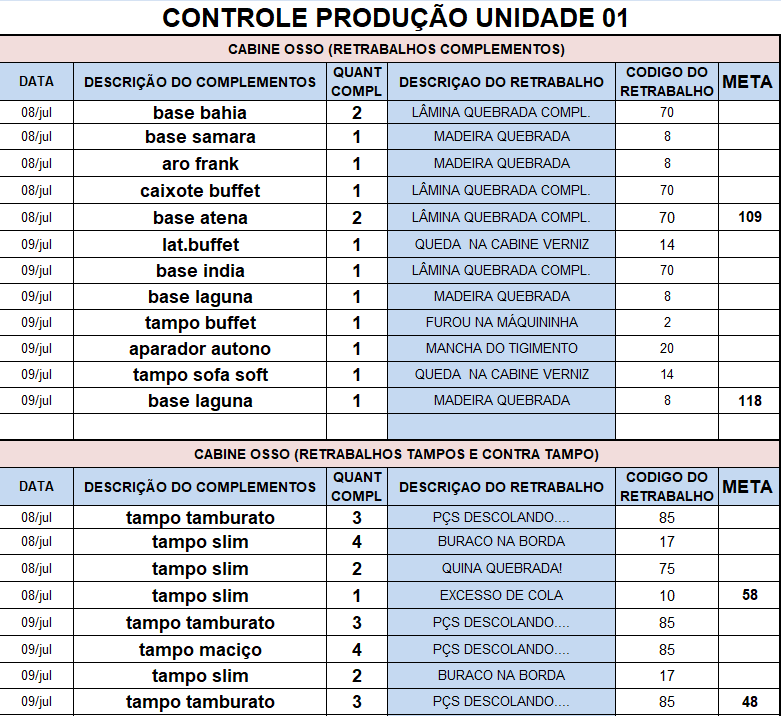 CONTROLE PRODUÇÃO UNIDADE 01
CABINE OSSO (RETRABALHOS COMPLEMENTOS)
DATA DESCRIÇÃO DO COMPLEMENTOS QUANT COMPL DESCRIÇAO DO RETRABALHO CODIGO DO RETRABALHO META
08/jul base bahia 2 LÂMINA QUEBRADA COMPL. 70
08/jul base samara 1 MADEIRA QUEBRADA 8
08/jul aro frank 1 MADEIRA QUEBRADA 8
08/jul caixote buffet 1 LÂMINA QUEBRADA COMPL. 70
08/jul base atena 2 LÂMINA QUEBRADA COMPL. 70 109
09/jul lat.buffet 1 QUEDA NA CABINE VERNIZ 14
09/jul base india 1 LÂMINA QUEBRADA COMPL. 70
09/jul base laguna 1 MADEIRA QUEBRADA 8
09/jul tampo buffet 1 FUROU NA MÁQUININHA 2
09/jul aparador autono 1 MANCHA DO TIGIMENTO 20
09/jul tampo sofa soft 1 QUEDA NA CABINE VERNIZ 14
09/jul base laguna 1 MADEIRA QUEBRADA 8 118
CABINE OSSO (RETRABALHOS TAMPOS E CONTRA TAMPO)
DATA DESCRIÇÃO DO COMPLEMENTOS QUANT COMPL DESCRIÇAO DO RETRABALHO CODIGO DO RETRABALHO META
08/jul tampo tamburato 3 PÇS DESCOLANDO.... 85
08/jul tampo slim 4 BURACO NA BORDA 17
08/jul tampo slim 2 QUINA QUEBRADA! 75
08/jul tampo slim 1 EXCESSO DE COLA 10 58
09/jul tampo tamburato 3 PÇS DESCOLANDO.... 85
09/jul tampo maciço 4 PÇS DESCOLANDO.... 85
09/jul tampo slim 2 BURACO NA BORDA 17
09/jul tampo tamburato 3 PÇS DESCOLANDO.... 85 48